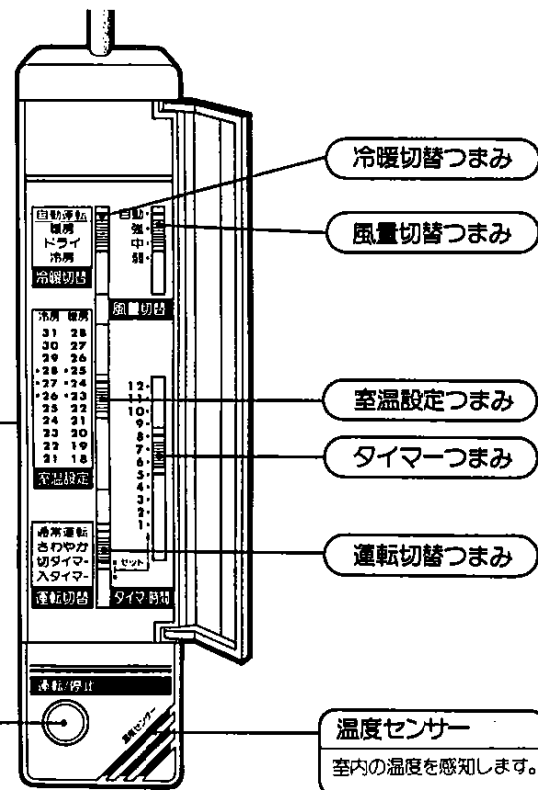 冷暖切替つまみ
風量切替つまみ
室温設定つまみ
タイマーつまみ
運転切替つまみ
温度センサー
室内の温度を感知します。
自動運転
暖房
ドライ
冷房
冷暖切替
自動
強
中
弱
風量切替
冷房 暖房
31 28
30 27
29 26
28 25
27 24
26 23
25 22
24 21
23 20
22 19
21 18
室温設定
12
11
10
9
8
7
6
5
4
3
2
1
セット
タイマー時間
通常運転
さわやか
切タイマー
入タイマー
運転切替
運転/停止
温度センサー